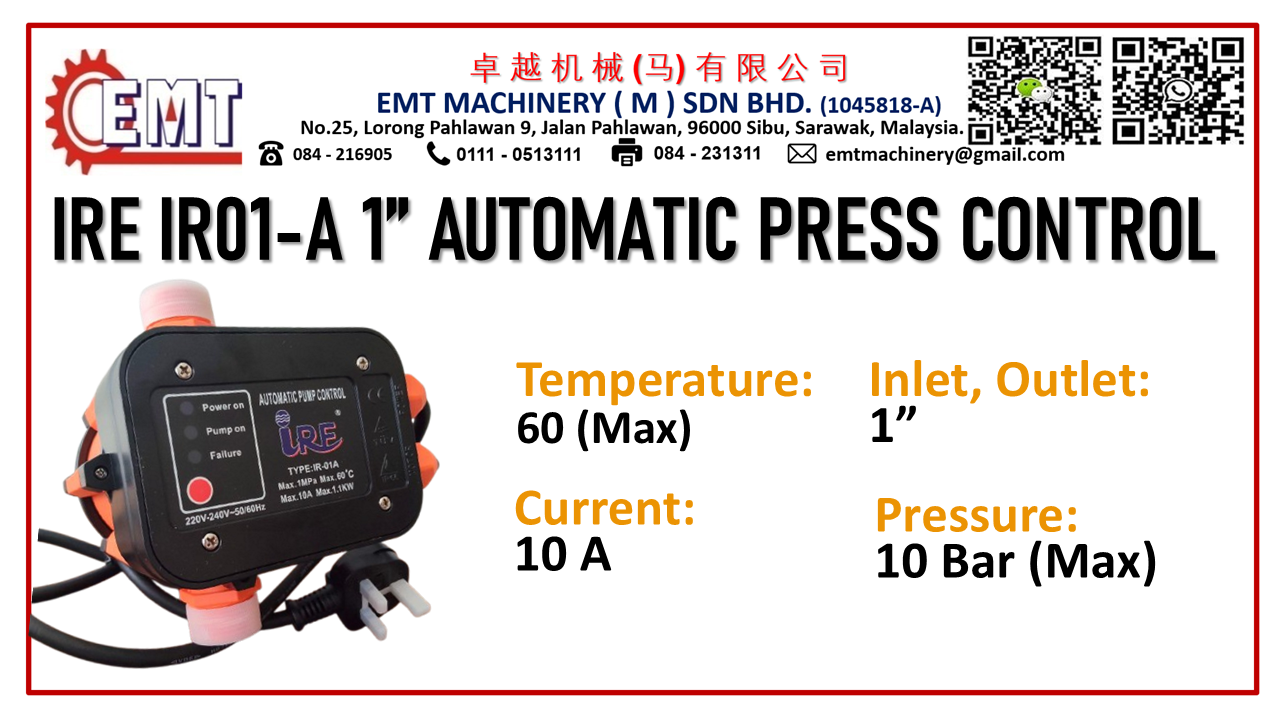 EMT
卓越机械(马)有限公司
EMT MACHINERY ( M ) SDN BHD. (1045818-A)
No.25, Lorong Pahlawan 9, Jalan Pahlawan, 96000 Sibu, Sarawak, Malaysia.
084 - 216905 0111 - 0513111 084 - 231311 emtmachinery@gmail.com
IRE IR01-A 1” AUTOMATIC PRESS CONTROL
AUTOMATIC PUMP CONTROL
Power on
Pump on
Failure
iRE®
TYPE:IR-01A
Max.1MPa Max.60°C
Max.10A Max.1.1KW
220V-240V~50/60Hz
Temperature:
60 (Max)
Inlet, Outlet:
1”
Current:
10 A
Pressure:
10 Bar (Max)